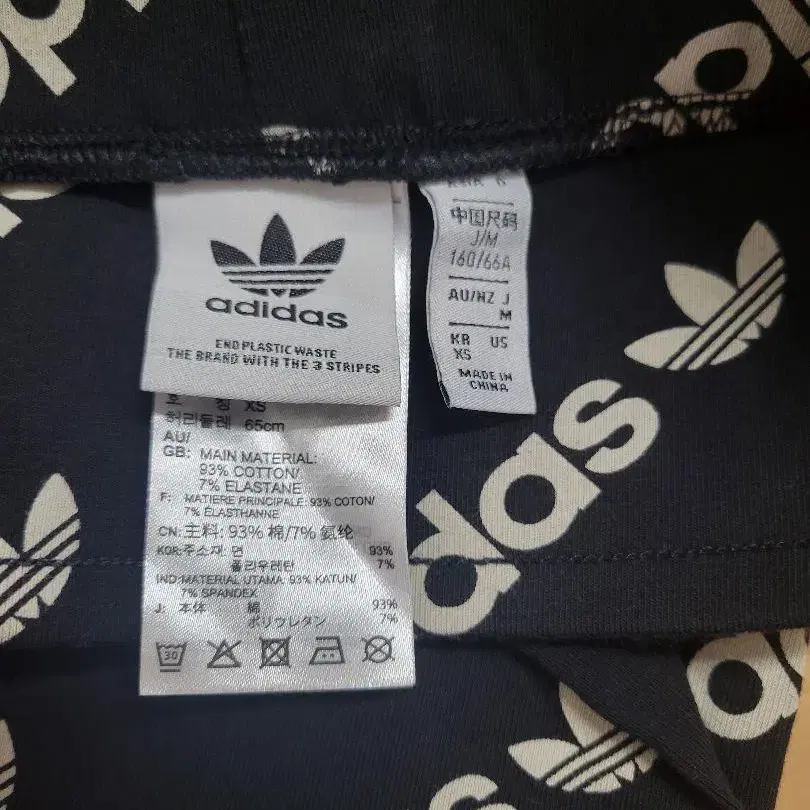 adidas
END PLASTIC WASTE
THE BRAND WITH THE 3 STRIPES
호 칭 XS
허리둘레 65cm
AU/
GB: MAIN MATERIAL:
93% COTTON/
7% ELASTANE
F: MATIERE PRINCIPALE: 93% COTON/
7% ÉLASTHANNE
CN: 主料: 93% 棉/7% 氨纶
KOR:주소재 면 93%
폴리우레탄 7%
IND:MATERIAL UTAMA: 93% KATUN/
7% SPANDEX
J: 本体 綿 93%
ポリウレタン 7%
30
中国尺码
J/M
160/66A
AU/NZ J
M
KR US
XS
MADE IN
CHINA
das